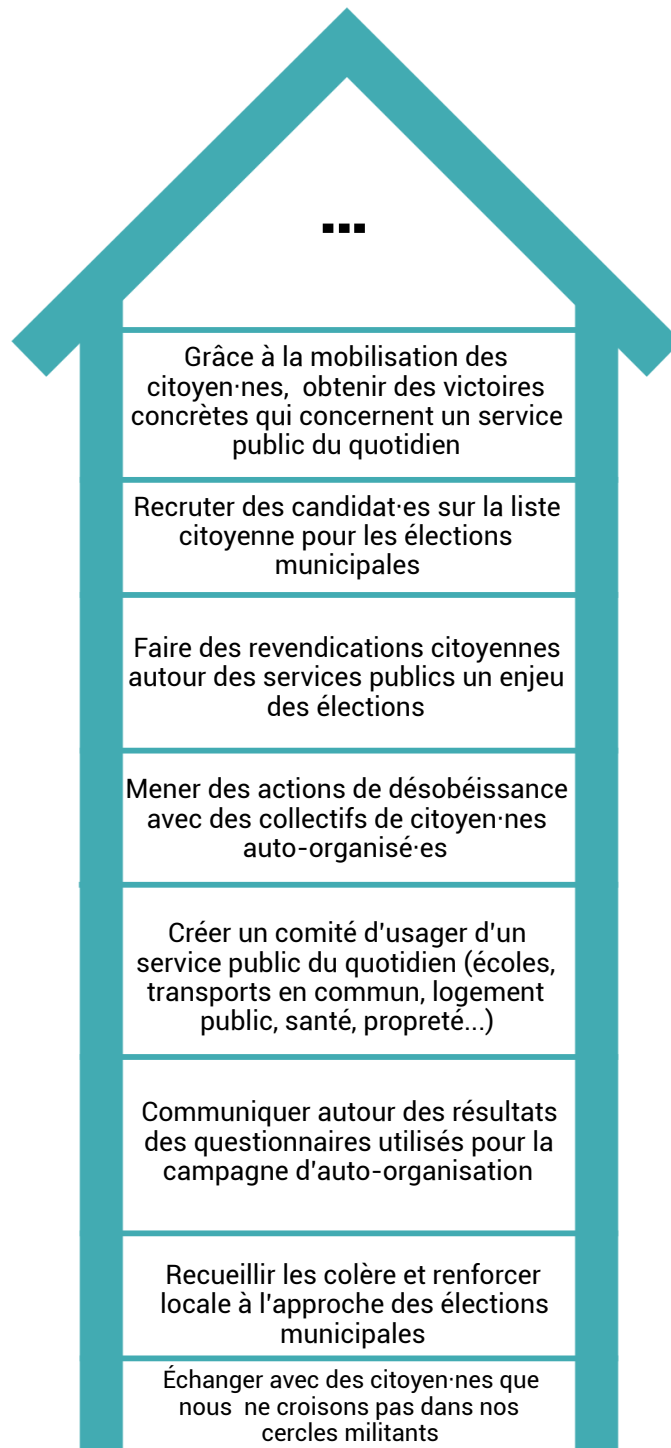 ...
Grâce à la mobilisation des
citoyen·nes, obtenir des victoires
concrètes qui concernent un service
public du quotidien
Recruter des candidat·es sur la liste
citoyenne pour les élections
municipales
Faire des revendications citoyennes
autour des services publics un enjeu
des élections
Mener des actions de désobéissance
avec des collectifs de citoyen·nes
auto-organisé·es
Créer un comité d'usager d'un
service public du quotidien (écoles,
transports en commun, logement
public, santé, propreté...)
Communiquer autour des résultats
des questionnaires utilisés pour la
campagne d'auto-organisation
Recueillir les colère et renforcer
locale à l'approche des élections
municipales
Échanger avec des citoyen·nes que
nous ne croisons pas dans nos
cercles militants